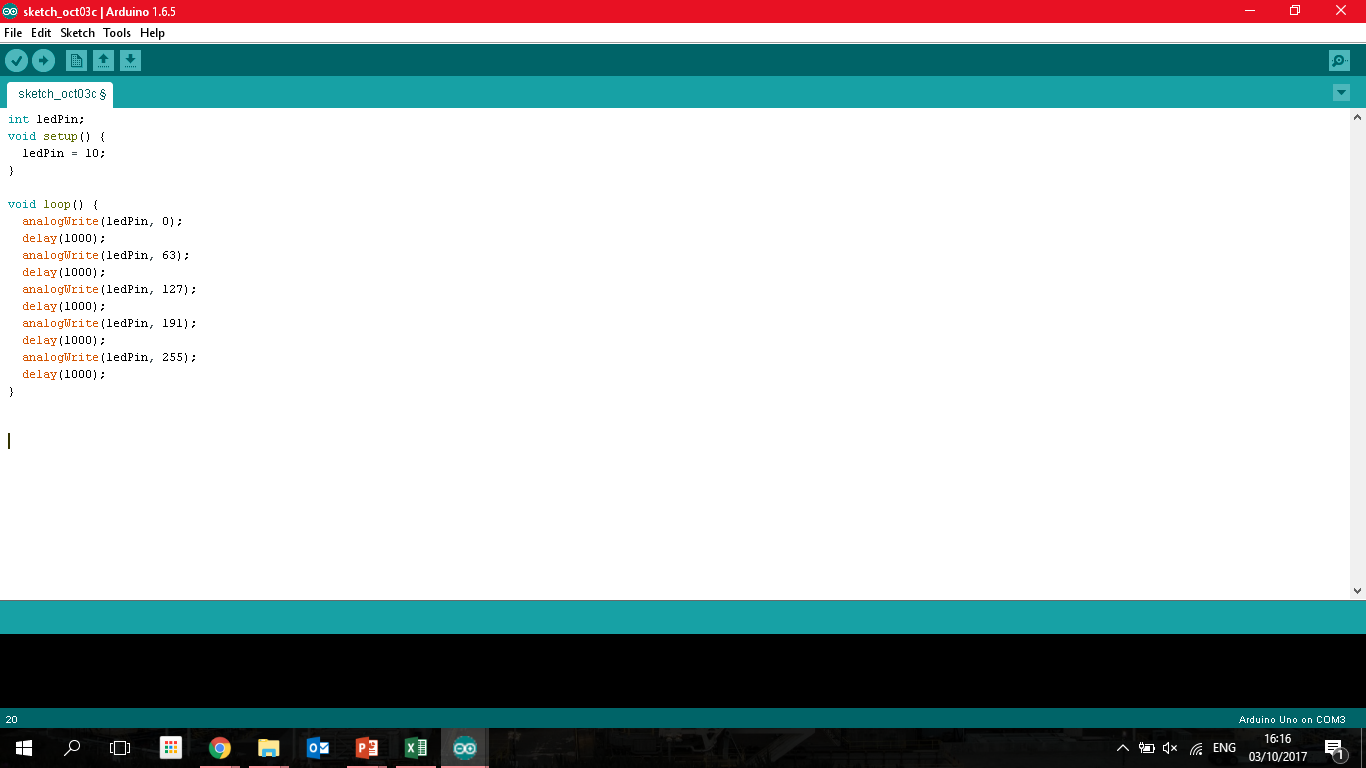 sketch_oct03c | Arduino 1.6.5
File Edit Sketch Tools Help
sketch_oct03c §
int ledPin;
void setup() {
  ledPin = 10;
}
void loop() {
  analogWrite(ledPin, 0);
  delay(1000);
  analogWrite(ledPin, 63);
  delay(1000);
  analogWrite(ledPin, 127);
  delay(1000);
  analogWrite(ledPin, 191);
  delay(1000);
  analogWrite(ledPin, 255);
  delay(1000);
}
20 Arduino Uno on COM3
ENG 16:16
03/10/2017 1